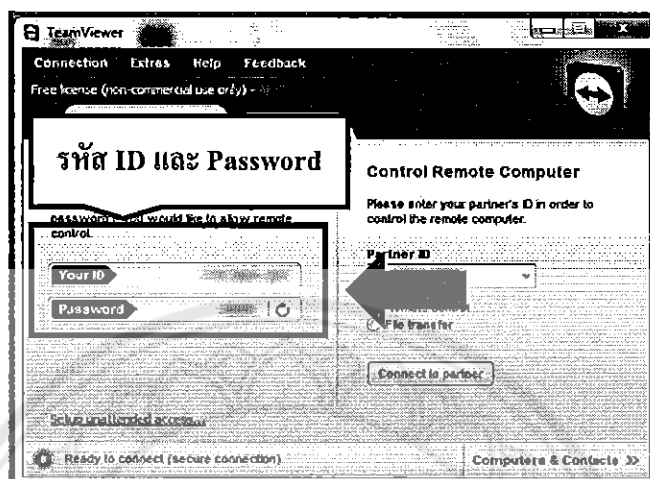 TeamViewer
Connection Extras Help Feedback
Free license (non-commercial use only) -
รหัส ID และ Password
password would like to allow remote
control.
Your ID
Password
Control Remote Computer
Please enter your partner's ID in order to
control the remote computer.
Partner ID
File transfer
Connect to partner
Setup unattended access...
Ready to connect (secure connection)
Computers & Contacts